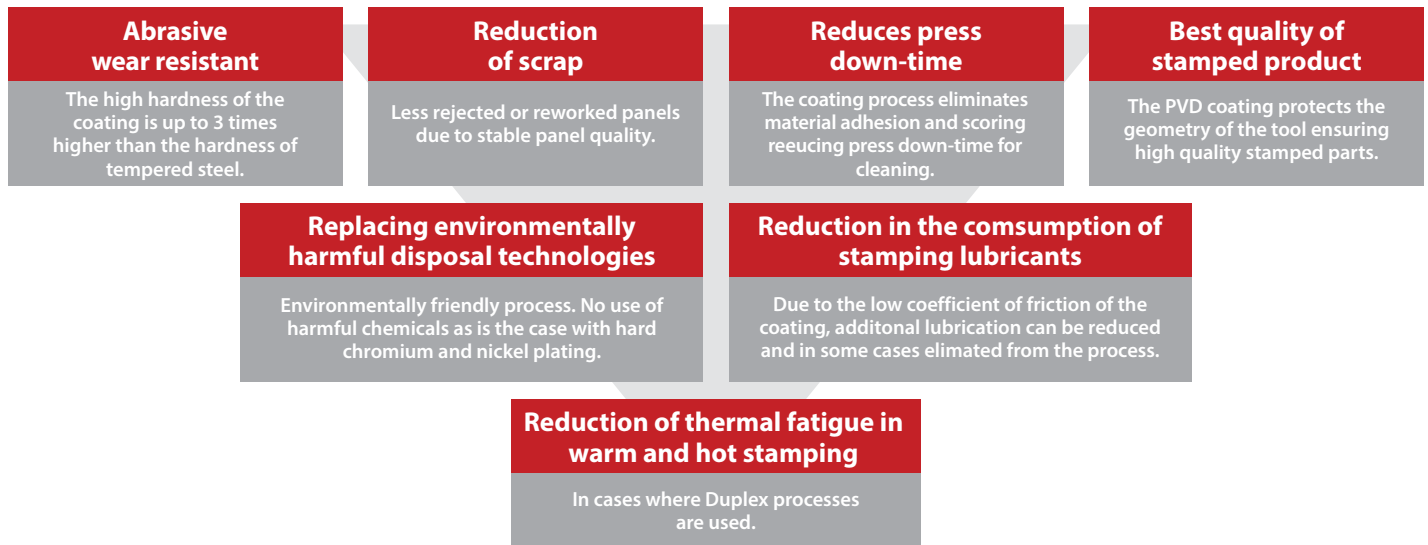 Abrasive
wear resistant
The high hardness of the
coating is up to 3 times
higher than the hardness of
tempered steel.
Reduction
of scrap
Less rejected or reworked panels
due to stable panel quality.
Reduces press
down-time
The coating process eliminates
material adhesion and scoring
reeucing press down-time for
cleaning.
Best quality of
stamped product
The PVD coating protects the
geometry of the tool ensuring
high quality stamped parts.
Replacing environmentally
harmful disposal technologies
Environmentally friendly process. No use of
harmful chemicals as is the case with hard
chromium and nickel plating.
Reduction in the comsumption of
stamping lubricants
Due to the low coefficient of friction of the
coating, additonal lubrication can be reduced
and in some cases elimated from the process.
Reduction of thermal fatigue in
warm and hot stamping
In cases where Duplex processes
are used.